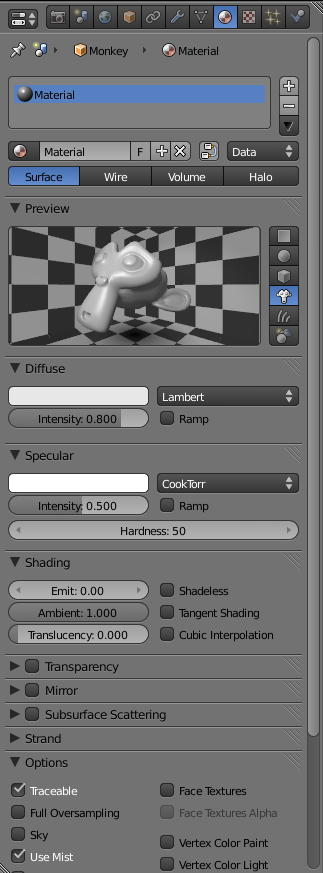 Monkey Material
Material
Material F Data
Surface Wire Volume Halo
Preview
Diffuse
Lambert
Intensity: 0.800 Ramp
Specular
CookTorr
Intensity: 0.500 Ramp
Hardness: 50
Shading
Emit: 0.00 Shadeless
Ambient: 1.000 Tangent Shading
Translucency: 0.000 Cubic Interpolation
Transparency
Mirror
Subsurface Scattering
Strand
Options
Traceable Face Textures
Full Oversampling Face Textures Alpha
Sky
Vertex Color Paint
Use Mist
Vertex Color Light